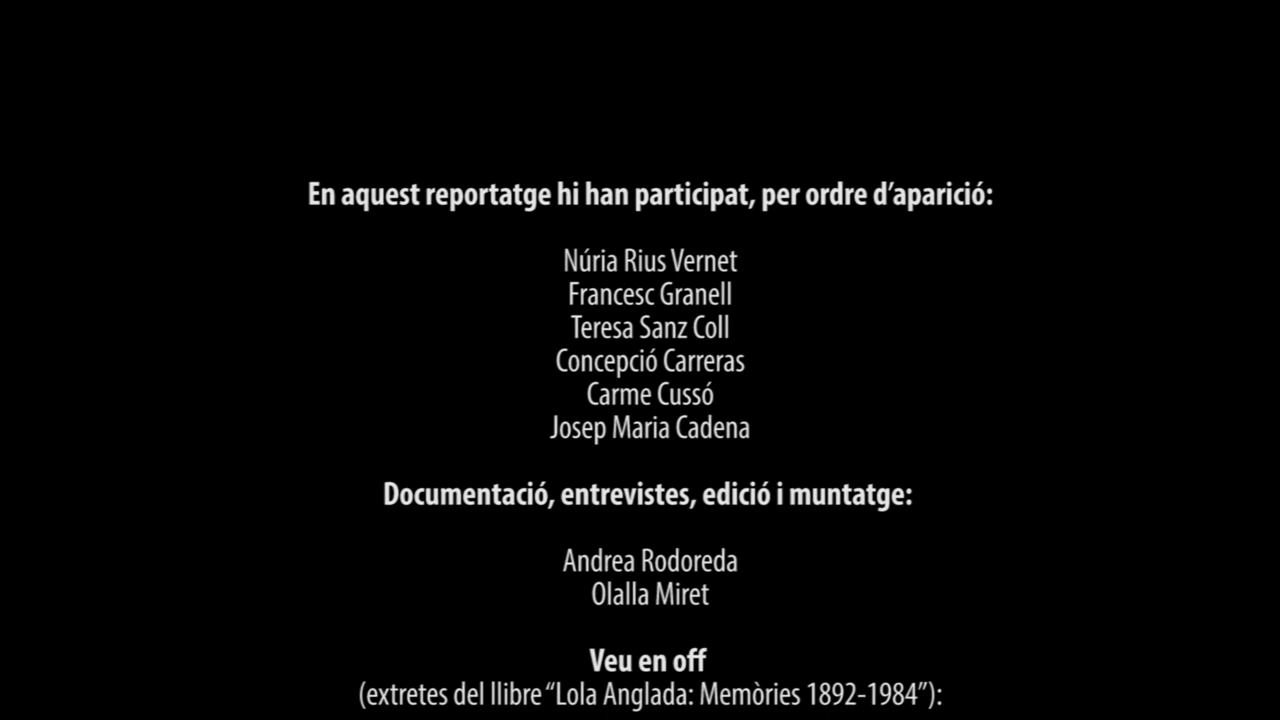 En aquest reportatge hi han participat, per ordre d’aparició:
Núria Rius Vernet
Francesc Granell
Teresa Sanz Coll
Concepció Carreras
Carme Cussó
Josep Maria Cadena
Documentació, entrevistes, edició i muntatge:
Andrea Rodoreda
Olalla Miret
Veu en off
(extretes del llibre “Lola Anglada: Memòries 1892-1984”):